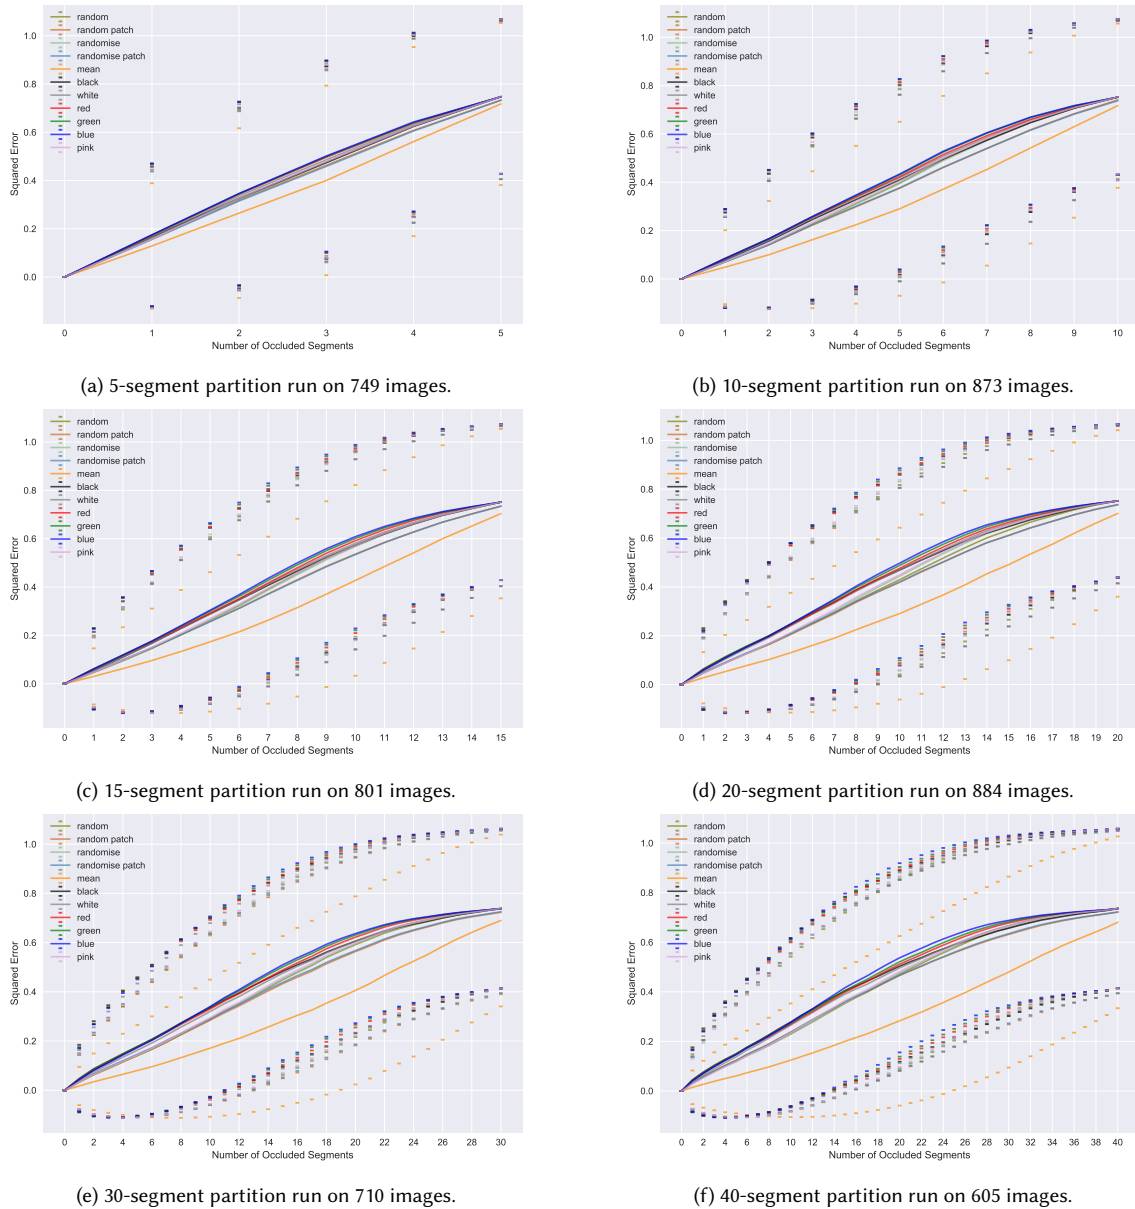 random
random patch
randomise
randomise patch
mean
black
white
red
green
blue
pink
Squared Error
1.0
0.8
0.6
0.4
0.2
0.0
0 1 2 3 4 5
Number of Occluded Segments
(a) 5-segment partition run on 749 images.
random
random patch
randomise
randomise patch
mean
black
white
red
green
blue
pink
Squared Error
1.0
0.8
0.6
0.4
0.2
0.0
0 1 2 3 4 5 6 7 8 9 10
Number of Occluded Segments
(b) 10-segment partition run on 873 images.
random
random patch
randomise
randomise patch
mean
black
white
red
green
blue
pink
Squared Error
1.0
0.8
0.6
0.4
0.2
0.0
0 1 2 3 4 5 6 7 8 9 10 11 12 13 14 15
Number of Occluded Segments
(c) 15-segment partition run on 801 images.
random
random patch
randomise
randomise patch
mean
black
white
red
green
blue
pink
Squared Error
1.0
0.8
0.6
0.4
0.2
0.0
0 1 2 3 4 5 6 7 8 9 10 11 12 13 14 15 16 17 18 19 20
Number of Occluded Segments
(d) 20-segment partition run on 884 images.
random
random patch
randomise
randomise patch
mean
black
white
red
green
blue
pink
Squared Error
1.0
0.8
0.6
0.4
0.2
0.0
0 2 4 6 8 10 12 14 16 18 20 22 24 26 28 30
Number of Occluded Segments
(e) 30-segment partition run on 710 images.
random
random patch
randomise
randomise patch
mean
black
white
red
green
blue
pink
Squared Error
1.0
0.8
0.6
0.4
0.2
0.0
0 2 4 6 8 10 12 14 16 18 20 22 24 26 28 30 32 34 36 38 40
Number of Occluded Segments
(f) 40-segment partition run on 605 images.